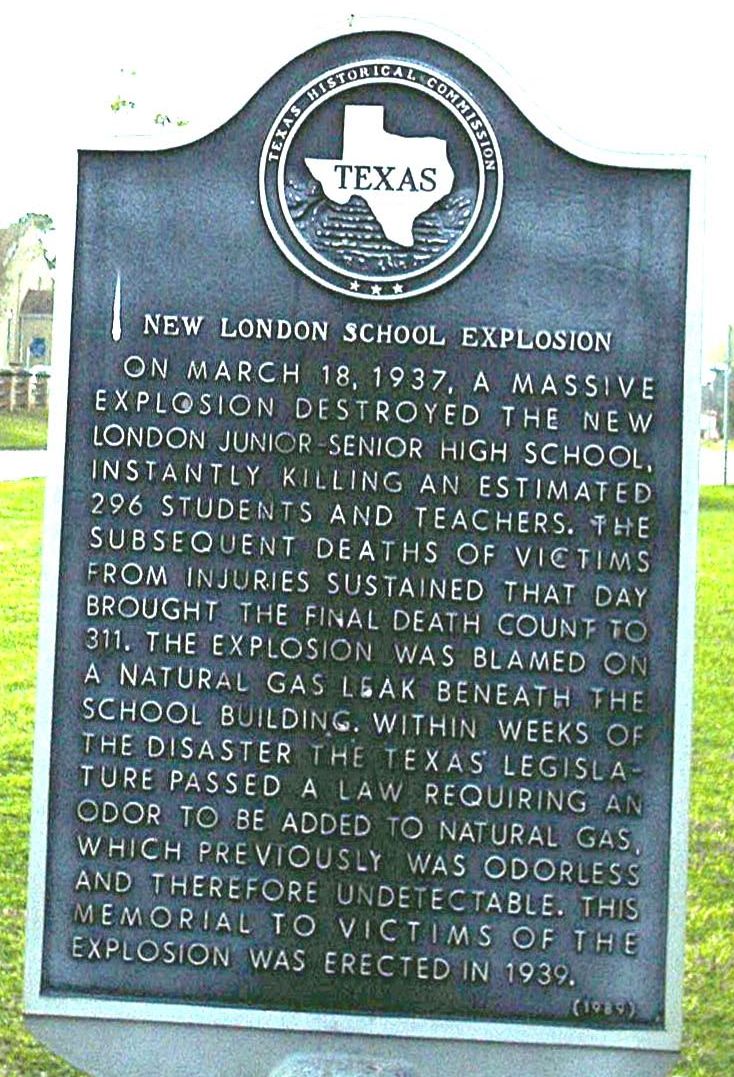 TEXAS HISTORICAL COMMISSION
TEXAS
NEW LONDON SCHOOL EXPLOSION
ON MARCH 18, 1937, A MASSIVE
EXPLOSION DESTROYED THE NEW
LONDON JUNIOR-SENIOR HIGH SCHOOL,
INSTANTLY KILLING AN ESTIMATED
296 STUDENTS AND TEACHERS. THE
SUBSEQUENT DEATHS OF VICTIMS
FROM INJURIES SUSTAINED THAT DAY
BROUGHT THE FINAL DEATH COUNT TO
311. THE EXPLOSION WAS BLAMED ON
A NATURAL GAS LEAK BENEATH THE
SCHOOL BUILDING. WITHIN WEEKS OF
THE DISASTER THE TEXAS LEGISLA-
TURE PASSED A LAW REQUIRING AN
ODOR TO BE ADDED TO NATURAL GAS,
WHICH PREVIOUSLY WAS ODORLESS
AND THEREFORE UNDETECTABLE. THIS
MEMORIAL TO VICTIMS OF THE
EXPLOSION WAS ERECTED IN 1939.
(1989)